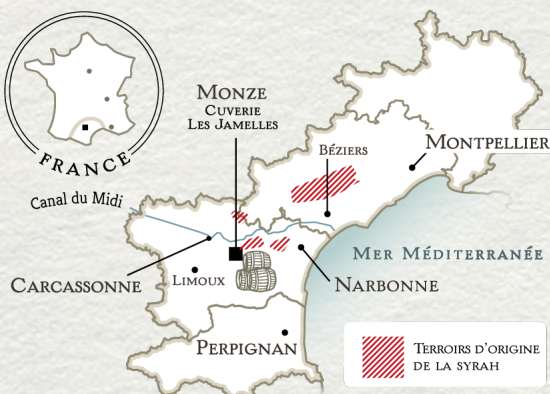 Monze
Cuverie
Les Jamelles
Béziers
Montpellier
France
Canal du Midi
Mer Méditerranée
Carcassonne
Limoux
Narbonne
Perpignan
Terroirs d'origine
de la syrah